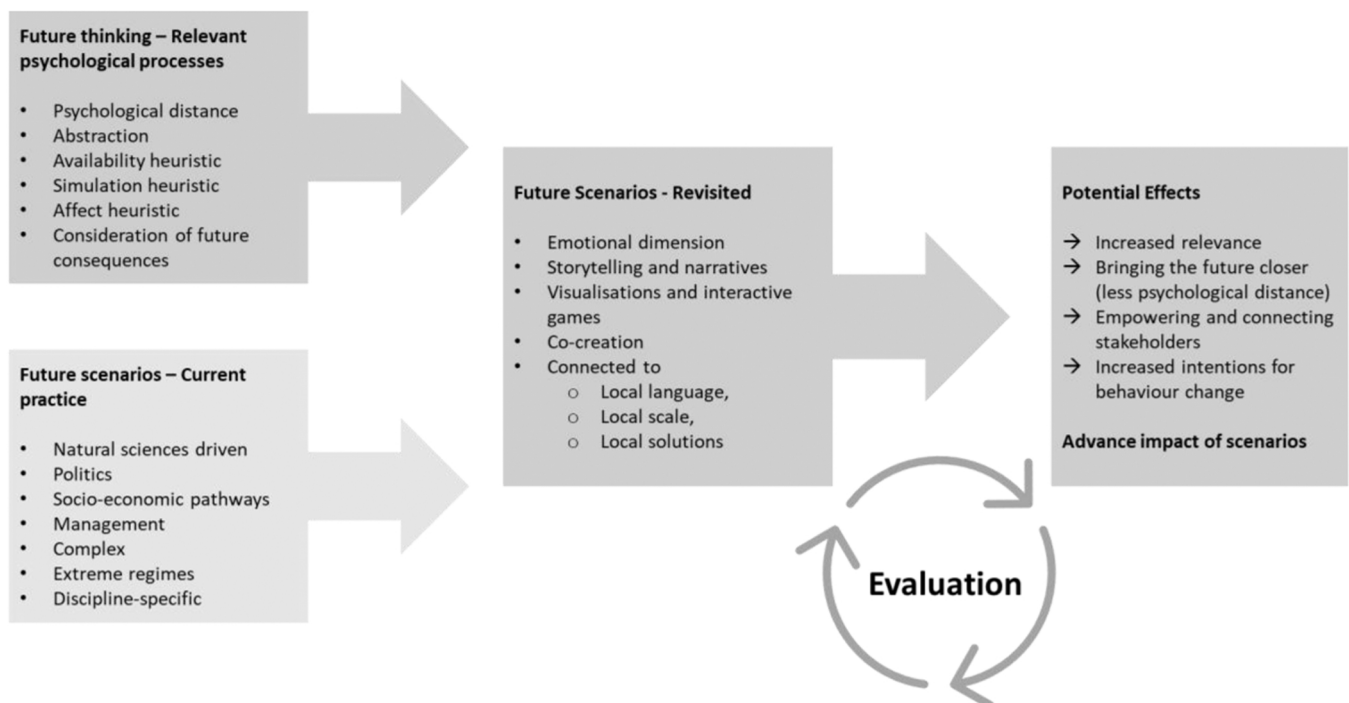 Future thinking – Relevant
psychological processes
• Psychological distance
• Abstraction
• Availability heuristic
• Simulation heuristic
• Affect heuristic
• Consideration of future
consequences
Future scenarios – Current
practice
• Natural sciences driven
• Politics
• Socio-economic pathways
• Management
• Complex
• Extreme regimes
• Discipline-specific
Future Scenarios - Revisited
• Emotional dimension
• Storytelling and narratives
• Visualisations and interactive
games
• Co-creation
• Connected to
o Local language,
o Local scale,
o Local solutions
Potential Effects
→ Increased relevance
→ Bringing the future closer
(less psychological distance)
→ Empowering and connecting
stakeholders
→ Increased intentions for
behaviour change
Advance impact of scenarios
Evaluation